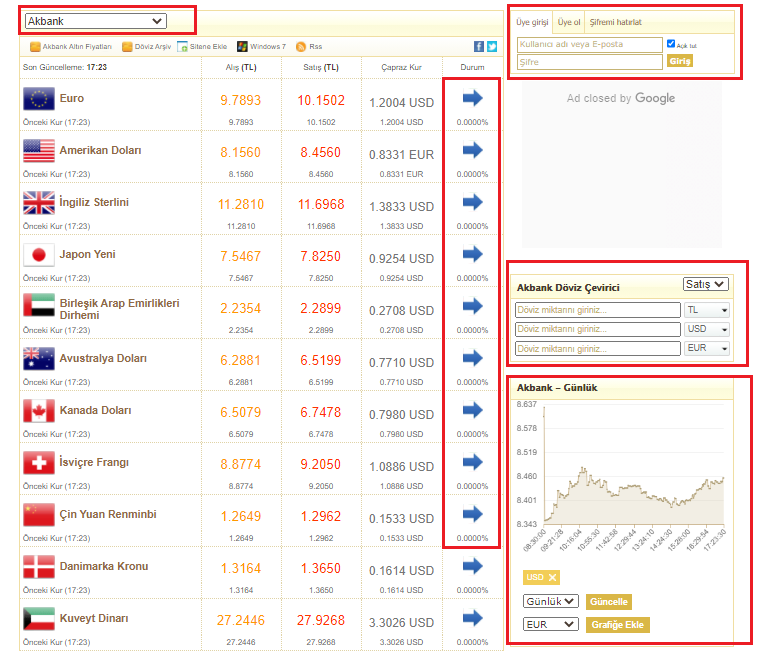 Akbank
Akbank Altın Fiyatları Döviz Arşiv Sitene Ekle Windows 7 Rss
Son Güncelleme: 17:23 Alış (TL) Satış (TL) Çapraz Kur Durum
Euro 9.7893 10.1502 1.2004 USD
Önceki Kur (17:23) 9.7893 10.1502 1.2004 USD 0.0000%
Amerikan Doları 8.1560 8.4560 0.8331 EUR
Önceki Kur (17:23) 8.1560 8.4560 0.8331 EUR 0.0000%
İngiliz Sterlini 11.2810 11.6968 1.3833 USD
Önceki Kur (17:23) 11.2810 11.6968 1.3833 USD 0.0000%
Japon Yeni 7.5467 7.8250 0.9254 USD
Önceki Kur (17:23) 7.5467 7.8250 0.9254 USD 0.0000%
Birleşik Arap Emirlikleri
Dirhemi 2.2354 2.2899 0.2708 USD
Önceki Kur (17:23) 2.2354 2.2899 0.2708 USD 0.0000%
Avustralya Doları 6.2881 6.5199 0.7710 USD
Önceki Kur (17:23) 6.2881 6.5199 0.7710 USD 0.0000%
Kanada Doları 6.5079 6.7478 0.7980 USD
Önceki Kur (17:23) 6.5079 6.7478 0.7980 USD 0.0000%
İsviçre Frangı 8.8774 9.2050 1.0886 USD
Önceki Kur (17:23) 8.8774 9.2050 1.0886 USD 0.0000%
Çin Yuan Renminbi 1.2649 1.2962 0.1533 USD
Önceki Kur (17:23) 1.2649 1.2962 0.1533 USD 0.0000%
Danimarka Kronu 1.3164 1.3650 0.1614 USD
Önceki Kur (17:23) 1.3164 1.3650 0.1614 USD 0.0000%
Kuveyt Dinarı 27.2446 27.9268 3.3026 USD
Önceki Kur (17:23) 27.2446 27.9268 3.3026 USD 0.0000%
Üye girişi Üye ol Şifremi hatırlat
Kullanıcı adı veya E-posta Açık tut
Şifre Giriş
Ad closed by Google
Akbank Döviz Çevirici Satış
Döviz miktarını giriniz... TL
Döviz miktarını giriniz... USD
Döviz miktarını giriniz... EUR
Akbank – Günlük
8.637
8.578
8.519
8.460
8.401
8.343
08:30:00 09:21:28 10:16:04 10:55:30 11:42:58 12:29:44 13:24:10 14:24:30 15:26:00 16:29:54 17:23:30
USD X
Günlük Güncelle
EUR Grafiğe Ekle